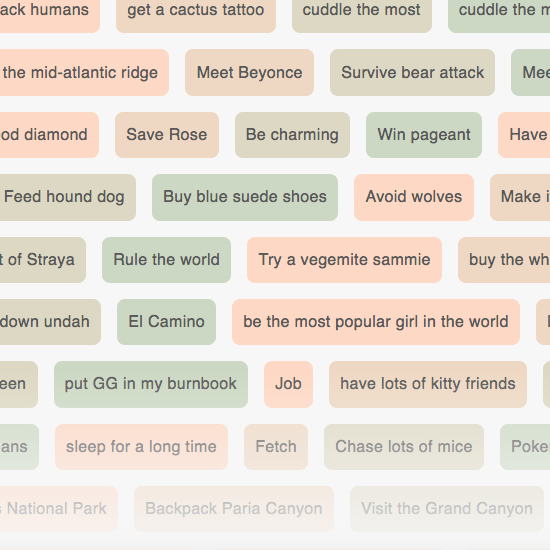 ack humans get a cactus tattoo cuddle the most cuddle the m
the mid-atlantic ridge Meet Beyonce Survive bear attack Mee
od diamond Save Rose Be charming Win pageant Have
Feed hound dog Buy blue suede shoes Avoid wolves Make i
t of Straya Rule the world Try a vegemite sammie buy the wh
down undah El Camino be the most popular girl in the world
een put GG in my burnbook Job have lots of kitty friends
ans sleep for a long time Fetch Chase lots of mice Poke
s National Park Backpack Paria Canyon Visit the Grand Canyon